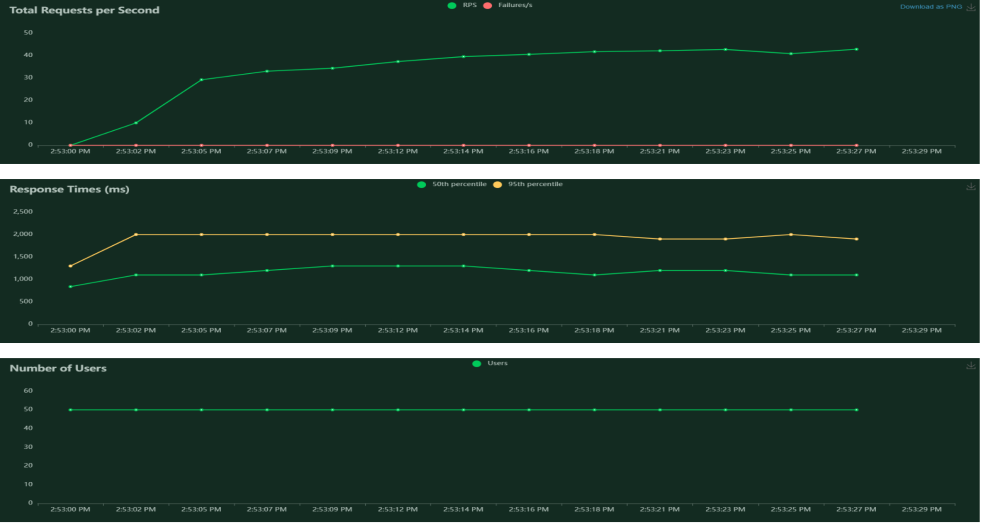 Total Requests per Second
RPS Failures/s
Download as PNG
50
40
30
20
10
0
2:53:00 PM 2:53:02 PM 2:53:05 PM 2:53:07 PM 2:53:09 PM 2:53:12 PM 2:53:14 PM 2:53:16 PM 2:53:18 PM 2:53:21 PM 2:53:23 PM 2:53:25 PM 2:53:27 PM 2:53:29 PM
Response Times (ms)
50th percentile 95th percentile
2,500
2,000
1,500
1,000
500
0
2:53:00 PM 2:53:02 PM 2:53:05 PM 2:53:07 PM 2:53:09 PM 2:53:12 PM 2:53:14 PM 2:53:16 PM 2:53:18 PM 2:53:21 PM 2:53:23 PM 2:53:25 PM 2:53:27 PM 2:53:29 PM
Number of Users
Users
60
50
40
30
20
10
0
2:53:00 PM 2:53:02 PM 2:53:05 PM 2:53:07 PM 2:53:09 PM 2:53:12 PM 2:53:14 PM 2:53:16 PM 2:53:18 PM 2:53:21 PM 2:53:23 PM 2:53:25 PM 2:53:27 PM 2:53:29 PM